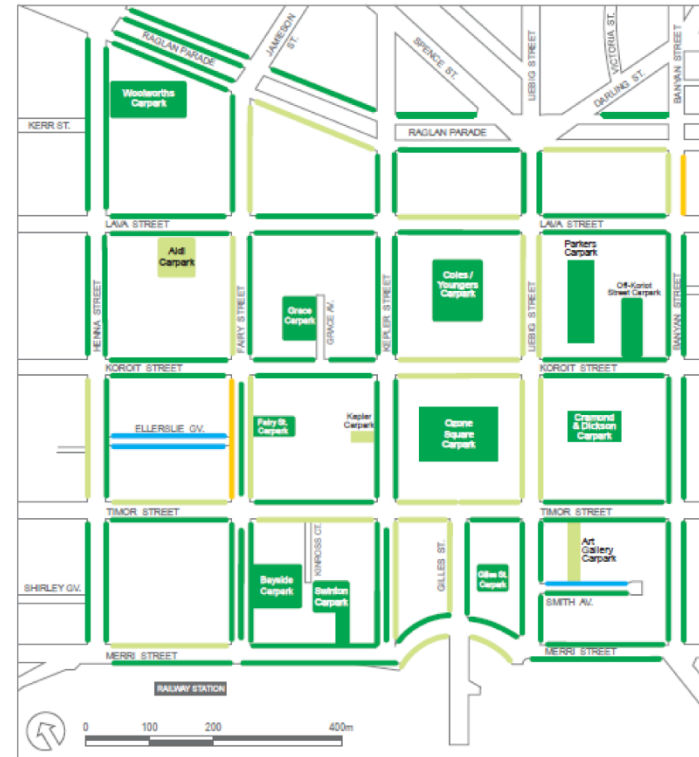 RAGLAN PARADE
JAMIESON
ST.
SPENCE ST.
LIEBIG STREET
VICTORIA ST.
DARLING ST.
BANYAN STREET
Woolworths
Carpark
KERR ST.
RAGLAN PARADE
LAVA STREET
LAVA STREET
HENNA STREET
Aldi
Carpark
FAIRY STREET
Grace
Carpark
GRACE AV.
KEPLER STREET
Coles /
Youngers
Carpark
LIEBIG STREET
Parkers
Carpark
Off-Koriot
Street Carpark
BANYAN STREET
KOROIT STREET
KOROIT STREET
ELLERSLIE GV.
Fairy St.
Carpark
Kepler
Carpark
Ozone
Square
Carpark
Cramond
& Dickson
Carpark
TIMOR STREET
TIMOR STREET
SHIRLEY GV.
Bayside
Carpark
KINROSS CT.
Swinton
Carpark
GILLES ST.
Gilles St.
Carpark
Art
Gallery
Carpark
SMITH AV.
MERRI STREET
MERRI STREET
RAILWAY STATION
0 100 200 400m